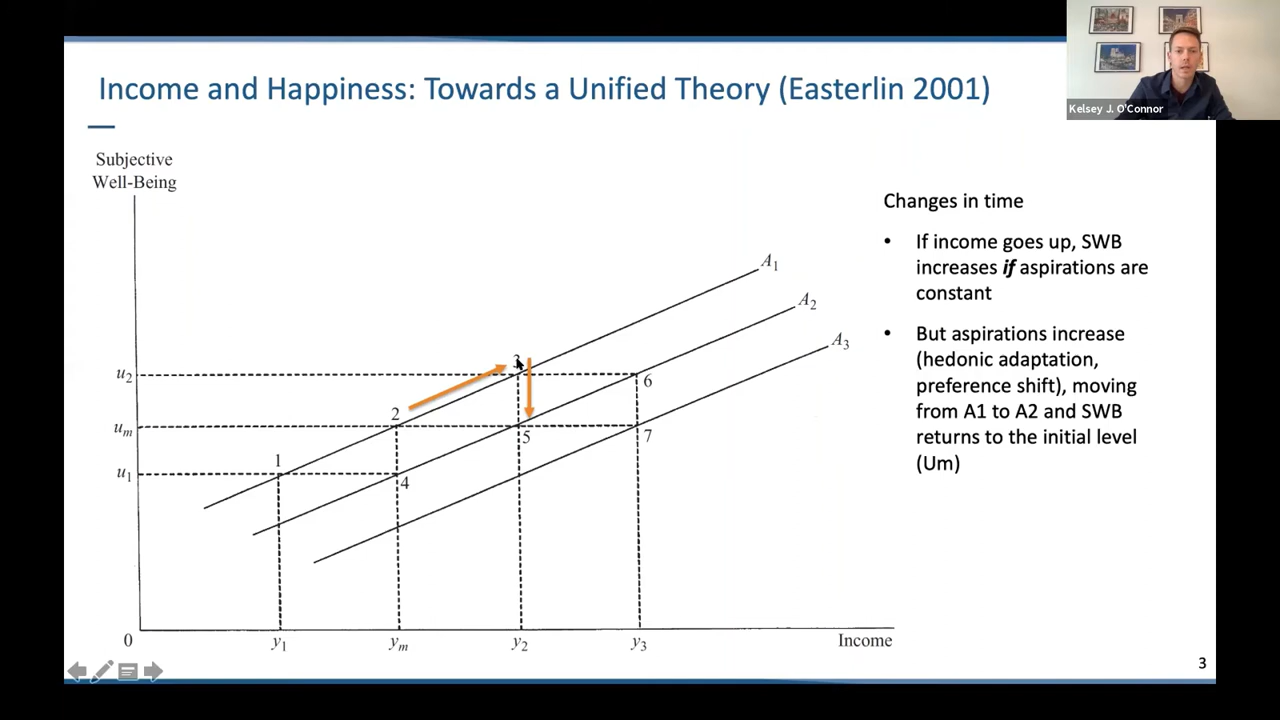 Kelsey J. O'Connor
Income and Happiness: Towards a Unified Theory (Easterlin 2001)
Subjective
Well-Being
A1
A2
A3
u2
um
u1
1
2
3
4
5
6
7
0
y1
ym
y2
y3
Income
Changes in time
• If income goes up, SWB
increases if aspirations are
constant
• But aspirations increase
(hedonic adaptation,
preference shift), moving
from A1 to A2 and SWB
returns to the initial level
(Um)
3